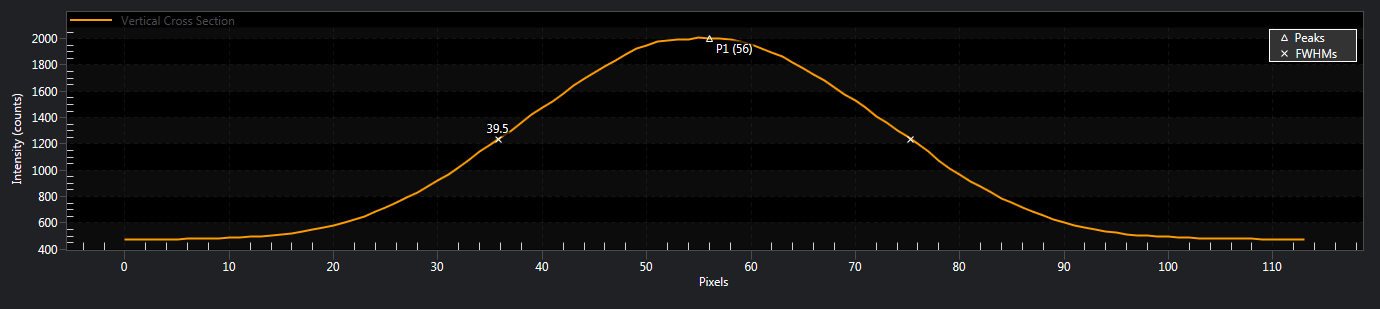 Vertical Cross Section
Peaks
FWHMs
P1 (56)
39.5
Intensity (counts)
2000
1800
1600
1400
1200
1000
800
600
400
0 10 20 30 40 50 60 70 80 90 100 110
Pixels